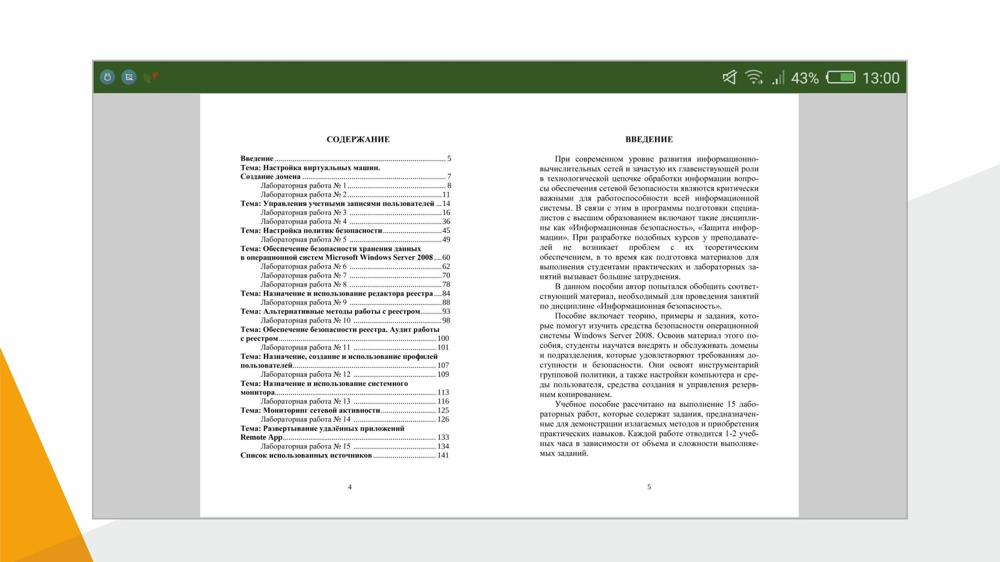 43% 13:00
СОДЕРЖАНИЕ
Введение ........................................................................................ 5
Тема: Настройка виртуальных машин.
Создание домена .......................................................................... 7
Лабораторная работа № 1 .................................................. 8
Лабораторная работа № 2 ................................................ 11
Тема: Управления учетными записями пользователей ...14
Лабораторная работа № 3 ................................................16
Лабораторная работа № 4 ................................................36
Тема: Настройка политик безопасности ..............................45
Лабораторная работа № 5 ................................................49
Тема: Обеспечение безопасности хранения данных
в операционной систем Microsoft Windows Server 2008 ....60
Лабораторная работа № 6 ................................................62
Лабораторная работа № 7 ................................................70
Лабораторная работа № 8 ................................................78
Тема: Назначение и использование редактора реестра ....84
Лабораторная работа № 9 ................................................88
Тема: Альтернативные методы работы с реестром...........93
Лабораторная работа № 10 ..............................................98
Тема: Обеспечение безопасности реестра. Аудит работы
с реестром................................................................................. 100
Лабораторная работа № 11 ........................................... 101
Тема: Назначение, создание и использование профилей
пользователей.......................................................................... 107
Лабораторная работа № 12 ........................................... 109
Тема: Назначение и использование системного
монитора................................................................................... 113
Лабораторная работа № 13 ........................................... 116
Тема: Мониторинг сетевой активности ............................ 125
Лабораторная работа № 14 ........................................... 126
Тема: Развертывание удалённых приложений
Remote App............................................................................... 133
Лабораторная работа № 15 ........................................... 134
Список использованных источников ................................ 141
4
ВВЕДЕНИЕ
При современном уровне развития информационно-
вычислительных сетей и зачастую их главенствующей роли
в технологической цепочке обработки информации вопро-
сы обеспечения сетевой безопасности являются критически
важными для работоспособности всей информационной
системы. В связи с этим в программы подготовки специа-
листов с высшим образованием включают такие дисципли-
ны как «Информационная безопасность», «Защита инфор-
мации». При разработке подобных курсов у преподавате-
лей не возникает проблем с их теоретическим
обеспечением, в то время как подготовка материалов для
выполнения студентами практических и лабораторных за-
нятий вызывает большие затруднения.
В данном пособии автор попытался обобщить соответ-
ствующий материал, необходимый для проведения занятий
по дисциплине «Информационная безопасность».
Пособие включает теорию, примеры и задания, кото-
рые помогут изучить средства безопасности операционной
системы Windows Server 2008. Освоив материал этого по-
собия, студенты научатся внедрять и обслуживать домены
и подразделения, которые удовлетворяют требованиям до-
ступности и безопасности. Они освоят инструментарий
групповой политики, а также настройки компьютера и сре-
ды пользователя, средства создания и управления резерв-
ным копированием.
Учебное пособие рассчитано на выполнение 15 лабо-
раторных работ, которые содержат задания, предназначен-
ные для демонстрации излагаемых методов и приобретения
практических навыков. Каждой работе отводится 1-2 учеб-
ных часа в зависимости от объема и сложности выполняе-
мых заданий.
5